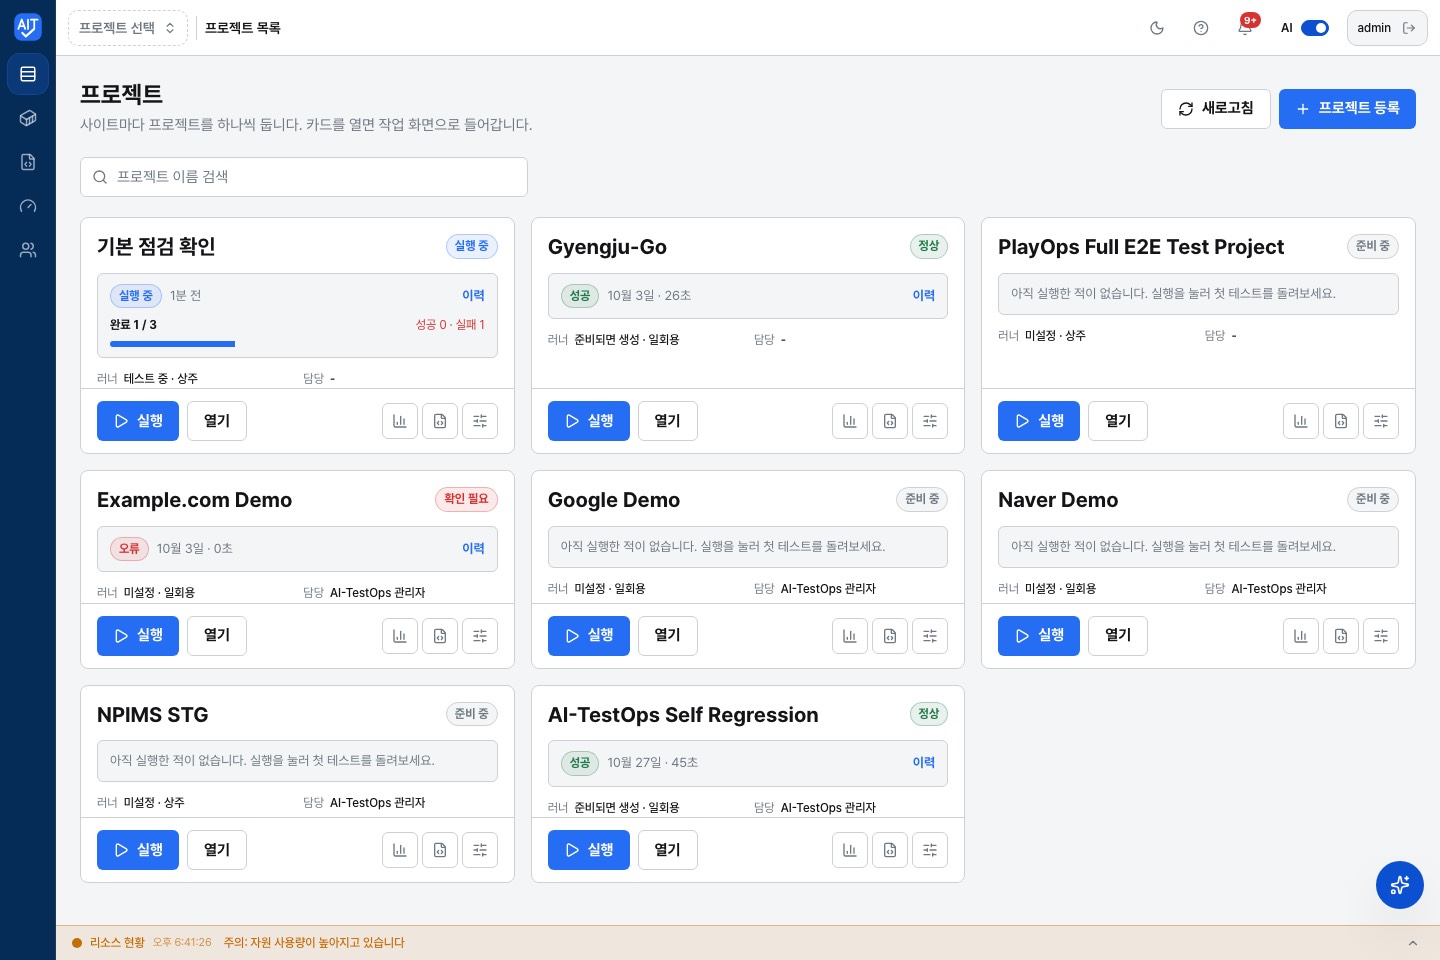 AIT
프로젝트 선택
프로젝트 목록
9+
AI
admin
프로젝트
사이트마다 프로젝트를 하나씩 둡니다. 카드를 열면 작업 화면으로 들어갑니다.
새로고침
프로젝트 등록
프로젝트 이름 검색
기본 점검 확인
실행 중
실행 중 1분 전 이력
완료 1 / 3 성공 0 · 실패 1
러너 테스트 중 · 상주 담당 -
실행 열기
Gyengju-Go
정상
성공 10월 3일 · 26초 이력
러너 준비되면 생성 · 일회용 담당 -
실행 열기
PlayOps Full E2E Test Project
준비 중
아직 실행한 적이 없습니다. 실행을 눌러 첫 테스트를 돌려보세요.
러너 미설정 · 상주 담당 -
실행 열기
Example.com Demo
확인 필요
오류 10월 3일 · 0초 이력
러너 미설정 · 일회용 담당 AI-TestOps 관리자
실행 열기
Google Demo
준비 중
아직 실행한 적이 없습니다. 실행을 눌러 첫 테스트를 돌려보세요.
러너 미설정 · 일회용 담당 AI-TestOps 관리자
실행 열기
Naver Demo
준비 중
아직 실행한 적이 없습니다. 실행을 눌러 첫 테스트를 돌려보세요.
러너 미설정 · 일회용 담당 AI-TestOps 관리자
실행 열기
NPIMS STG
준비 중
아직 실행한 적이 없습니다. 실행을 눌러 첫 테스트를 돌려보세요.
러너 미설정 · 상주 담당 AI-TestOps 관리자
실행 열기
AI-TestOps Self Regression
정상
성공 10월 27일 · 45초 이력
러너 준비되면 생성 · 일회용 담당 AI-TestOps 관리자
실행 열기
리소스 현황 오후 6:41:26 주의: 자원 사용량이 높아지고 있습니다